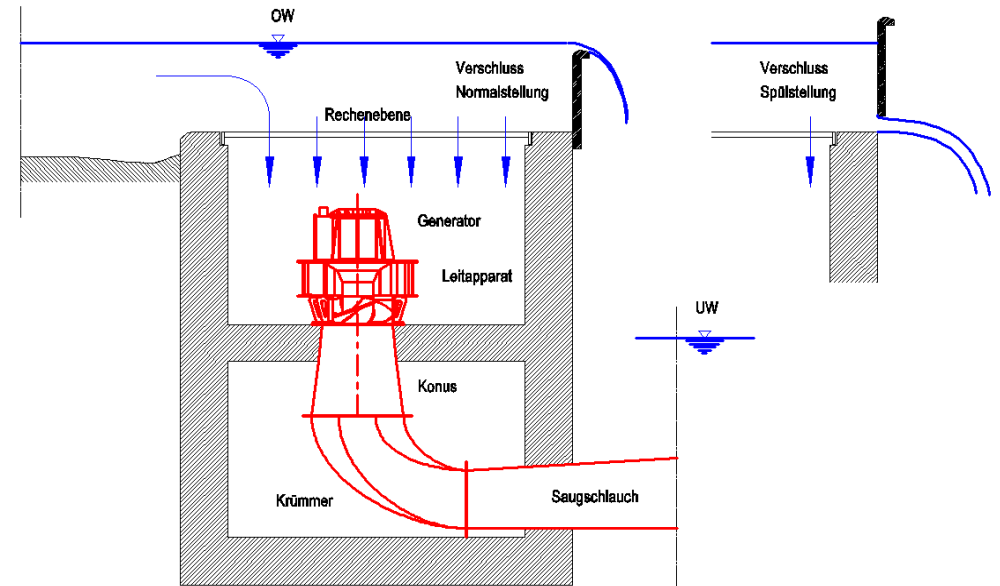 OW
Verschluss
Normalstellung
Verschluss
Spülstellung
Rechenebene
Generator
Leitapparat
UW
Konus
Krümmer
Saugschlauch